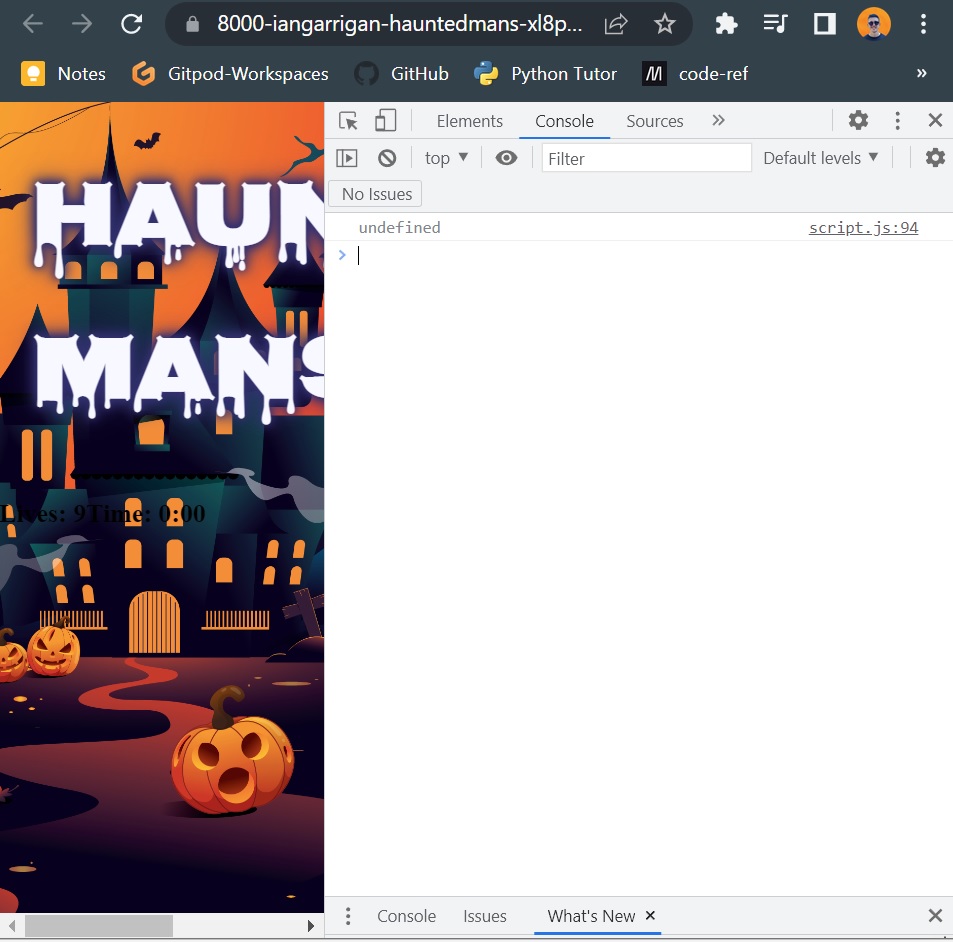 8000-iangarrigan-hauntedmans-xl8p...
Notes Gitpod-Workspaces GitHub Python Tutor M code-ref »
Elements Console Sources »
top ▼ Filter Default levels ▼
No Issues
undefined script.js:94
>
HAUN
MANS
Lives: 9Time: 0:00
Console Issues What's New ×